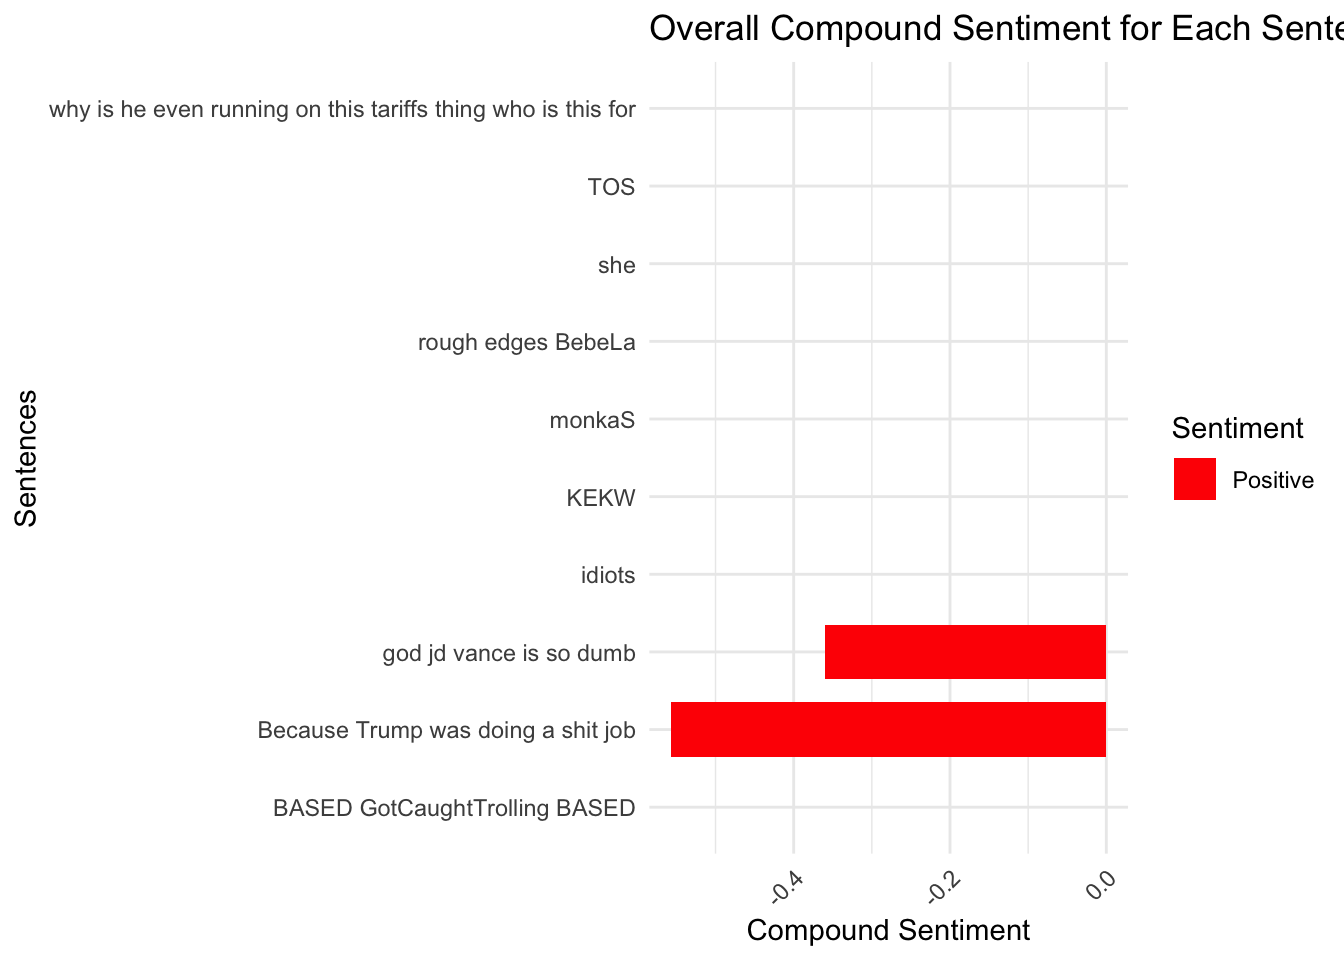 Overall Compound Sentiment for Each Sente
why is he even running on this tariffs thing who is this for
TOS
she
rough edges BebeLa
monkaS
KEKW
idiots
god jd vance is so dumb
Because Trump was doing a shit job
BASED GotCaughtTrolling BASED
Sentences
-0.4
-0.2
0.0
Compound Sentiment
Sentiment
Positive